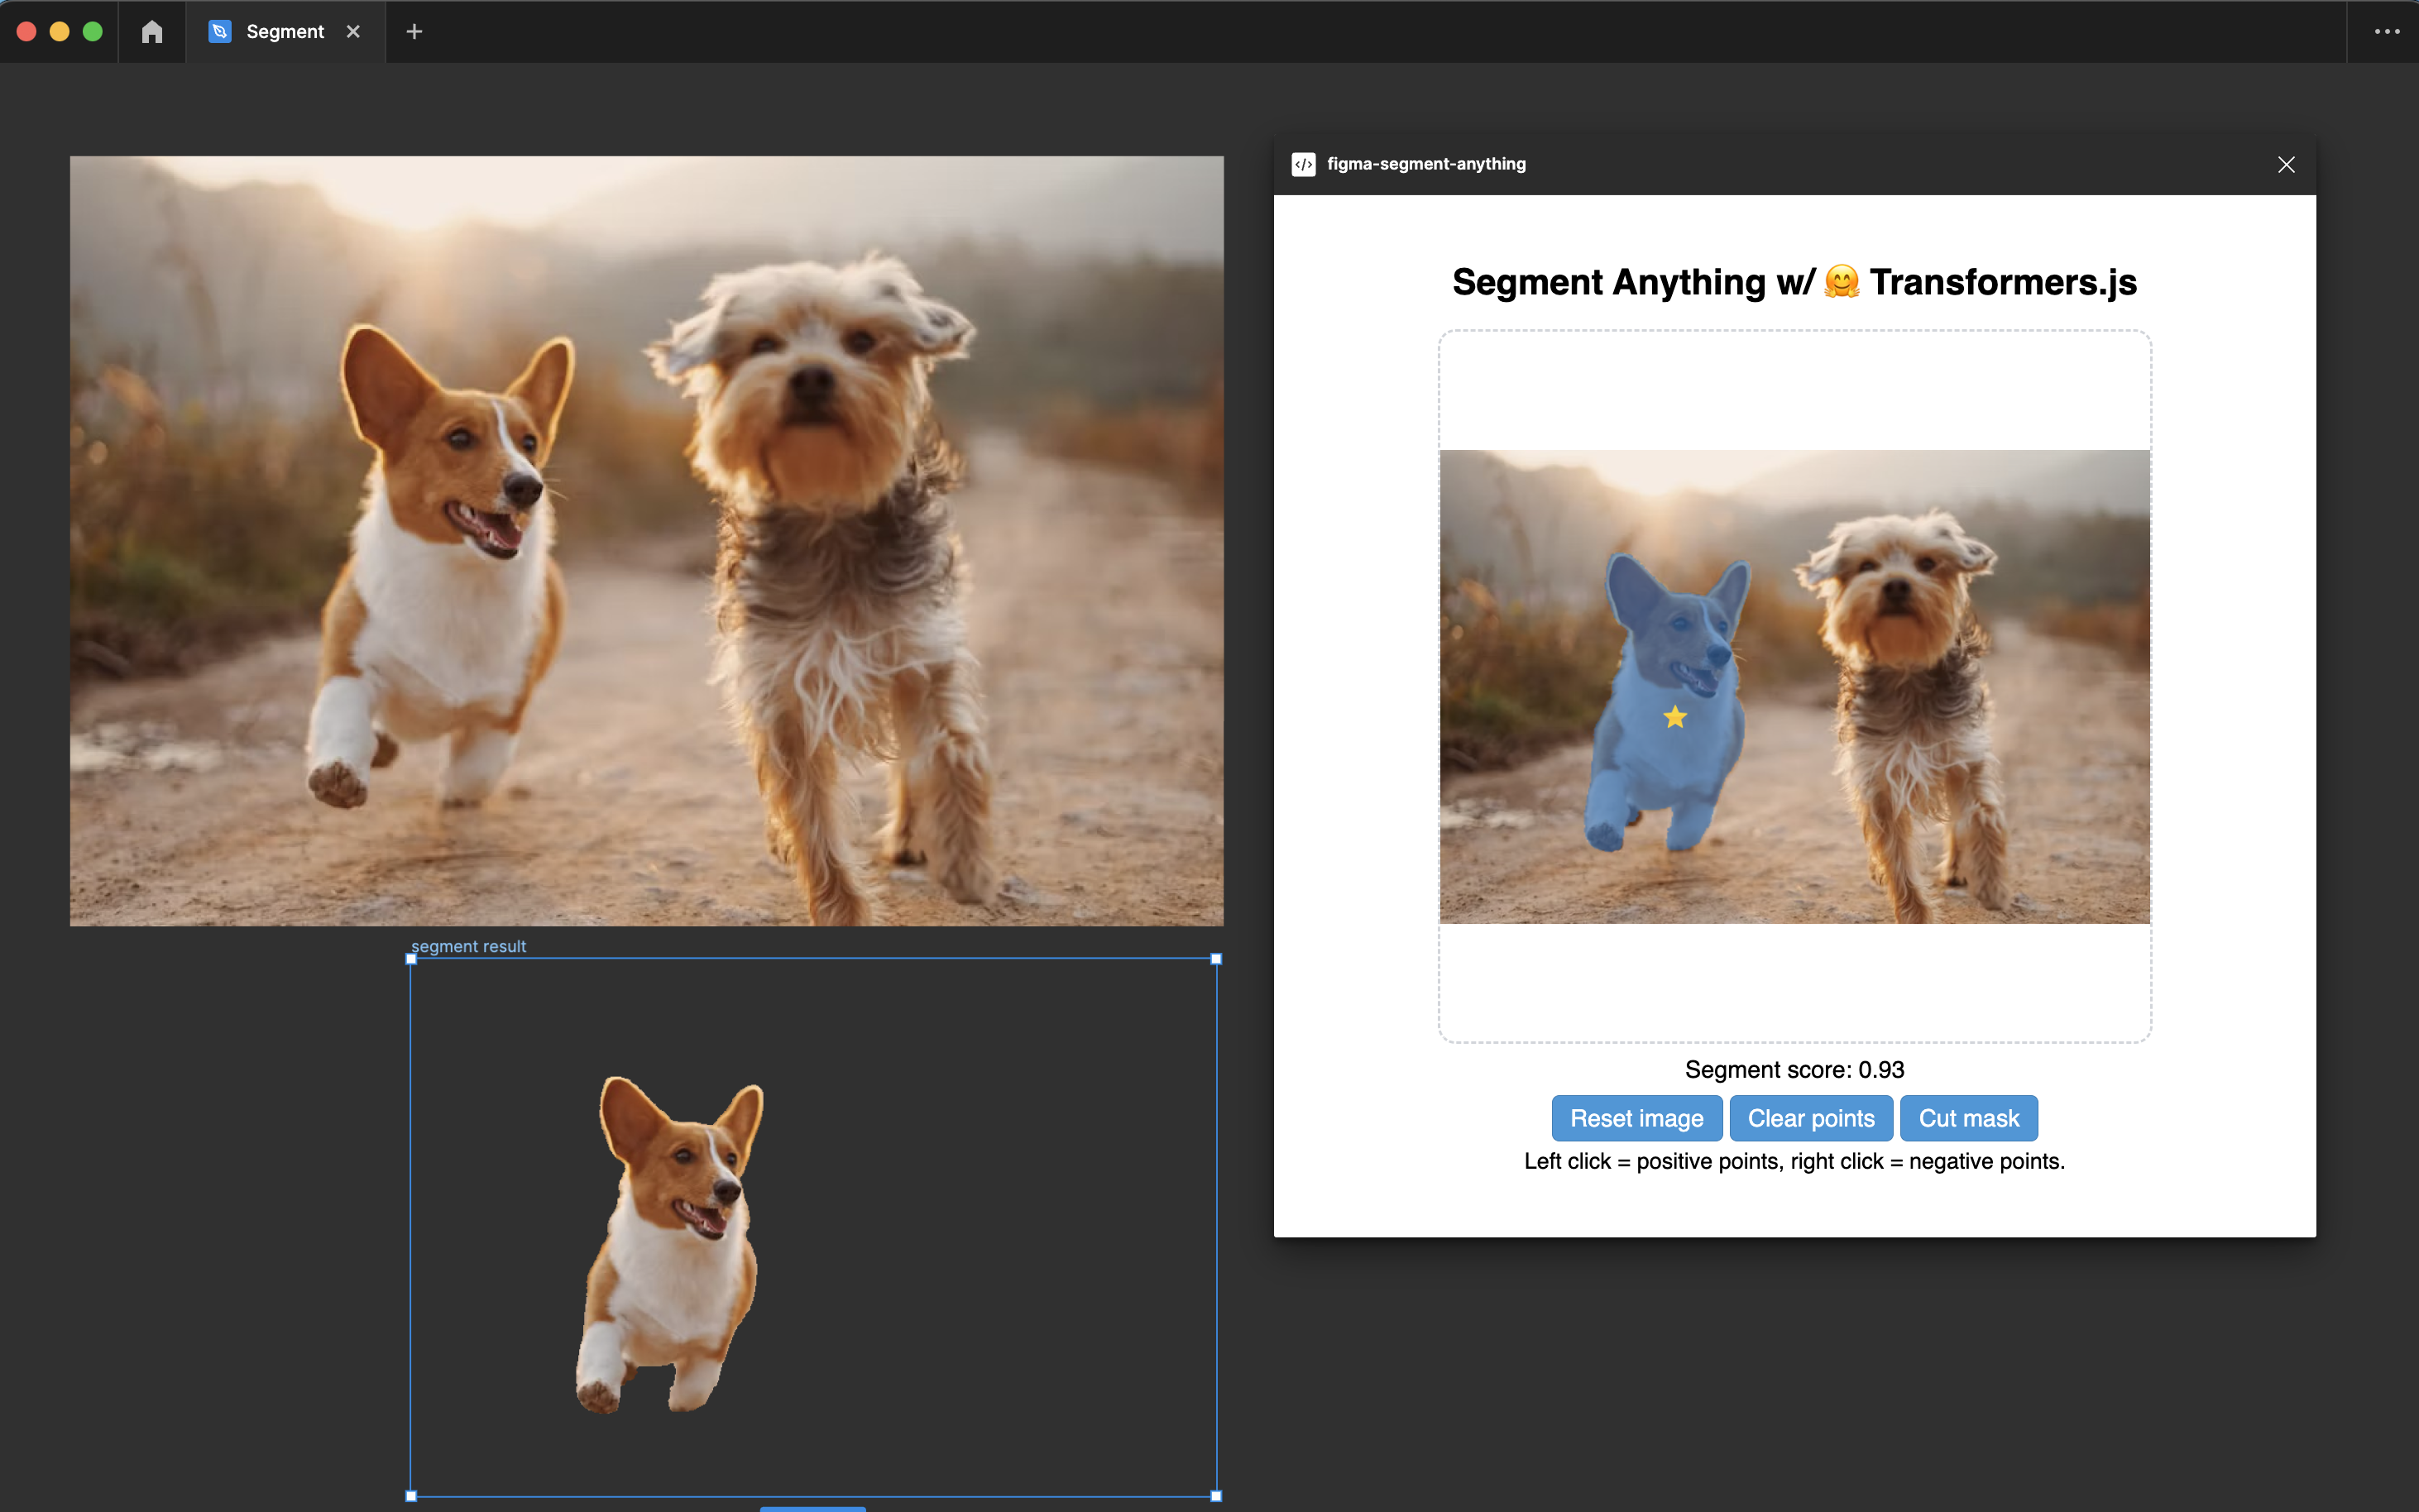 Segment
figma-segment-anything
Segment Anything w/ 🤗 Transformers.js
segment result
Segment score: 0.93
Reset image
Clear points
Cut mask
Left click = positive points, right click = negative points.